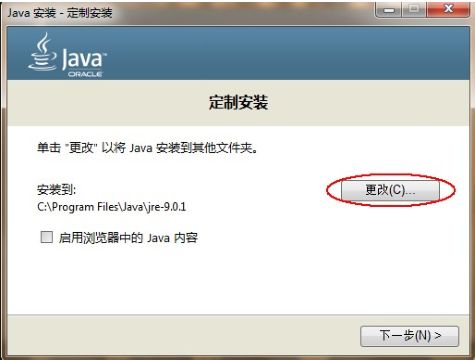 Java 安装 - 定制安装
Java
ORACLE
定制安装
单击 "更改" 以将 Java 安装到其他文件夹。
安装到:
更改(C)...
C:\Program Files\Java\jre-9.0.1
启用浏览器中的 Java 内容
下一步(N) >